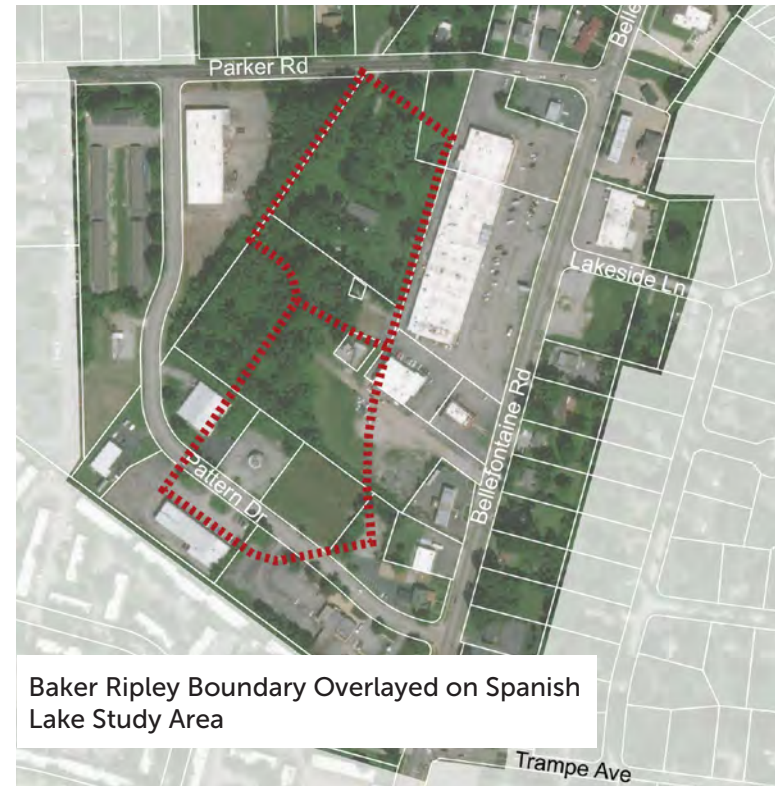 Belle
Parker Rd
Lakeside Ln
Bellefontaine Rd
Pattern Dr
Baker Ripley Boundary Overlayed on Spanish
Lake Study Area
Trampe Ave